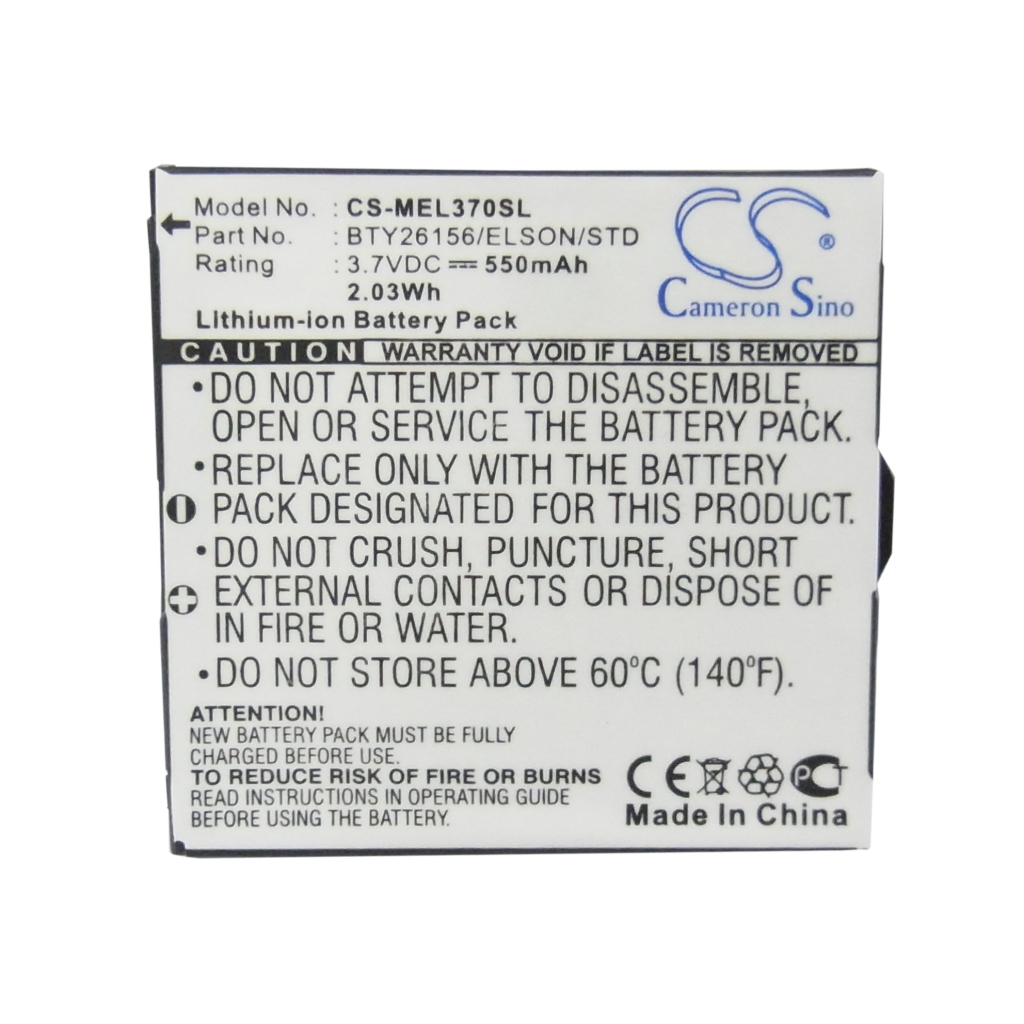 Model No. : CS-MEL370SL
Part No. : BTY26156/ELSON/STD
Rating : 3.7VDC 550mAh
2.03Wh
Lithium-ion Battery Pack
CS®
Cameron Sino
CAUTION WARRANTY VOID IF LABEL IS REMOVED
•DO NOT ATTEMPT TO DISASSEMBLE,
OPEN OR SERVICE THE BATTERY PACK.
•REPLACE ONLY WITH THE BATTERY
PACK DESIGNATED FOR THIS PRODUCT.
•DO NOT CRUSH, PUNCTURE, SHORT
EXTERNAL CONTACTS OR DISPOSE OF
IN FIRE OR WATER.
•DO NOT STORE ABOVE 60°C (140°F).
ATTENTION!
NEW BATTERY PACK MUST BE FULLY
CHARGED BEFORE USE.
TO REDUCE RISK OF FIRE OR BURNS
READ INSTRUCTIONS IN OPERATING GUIDE
BEFORE USING THE BATTERY.
CE PCT
Made In China